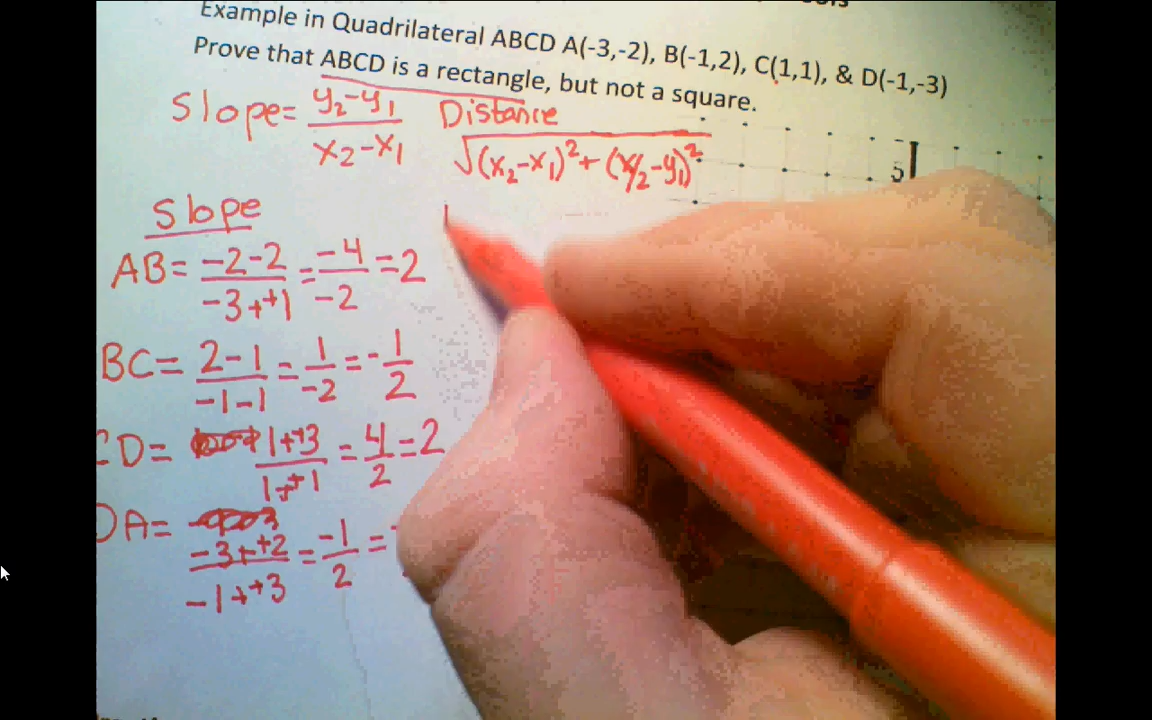 Example in Quadrilateral ABCD A(-3,-2), B(-1,2), C(1,1), & D(-1,-3)
Prove that ABCD is a rectangle, but not a square.
Slope= y₂-y₁ / x₂-x₁
Distance
√(x₂-x₁)²+(y₂-y₁)²
5
Slope
AB= -2-2 / -3++1 = -4 / -2 =2
BC= 2-1 / -1-1 = 1 / -2 =- 1 / 2
CD= 1++3 / 1++1 = 4 / 2 =2
DA= -3++2 / -1++3 = -1 / 2 =